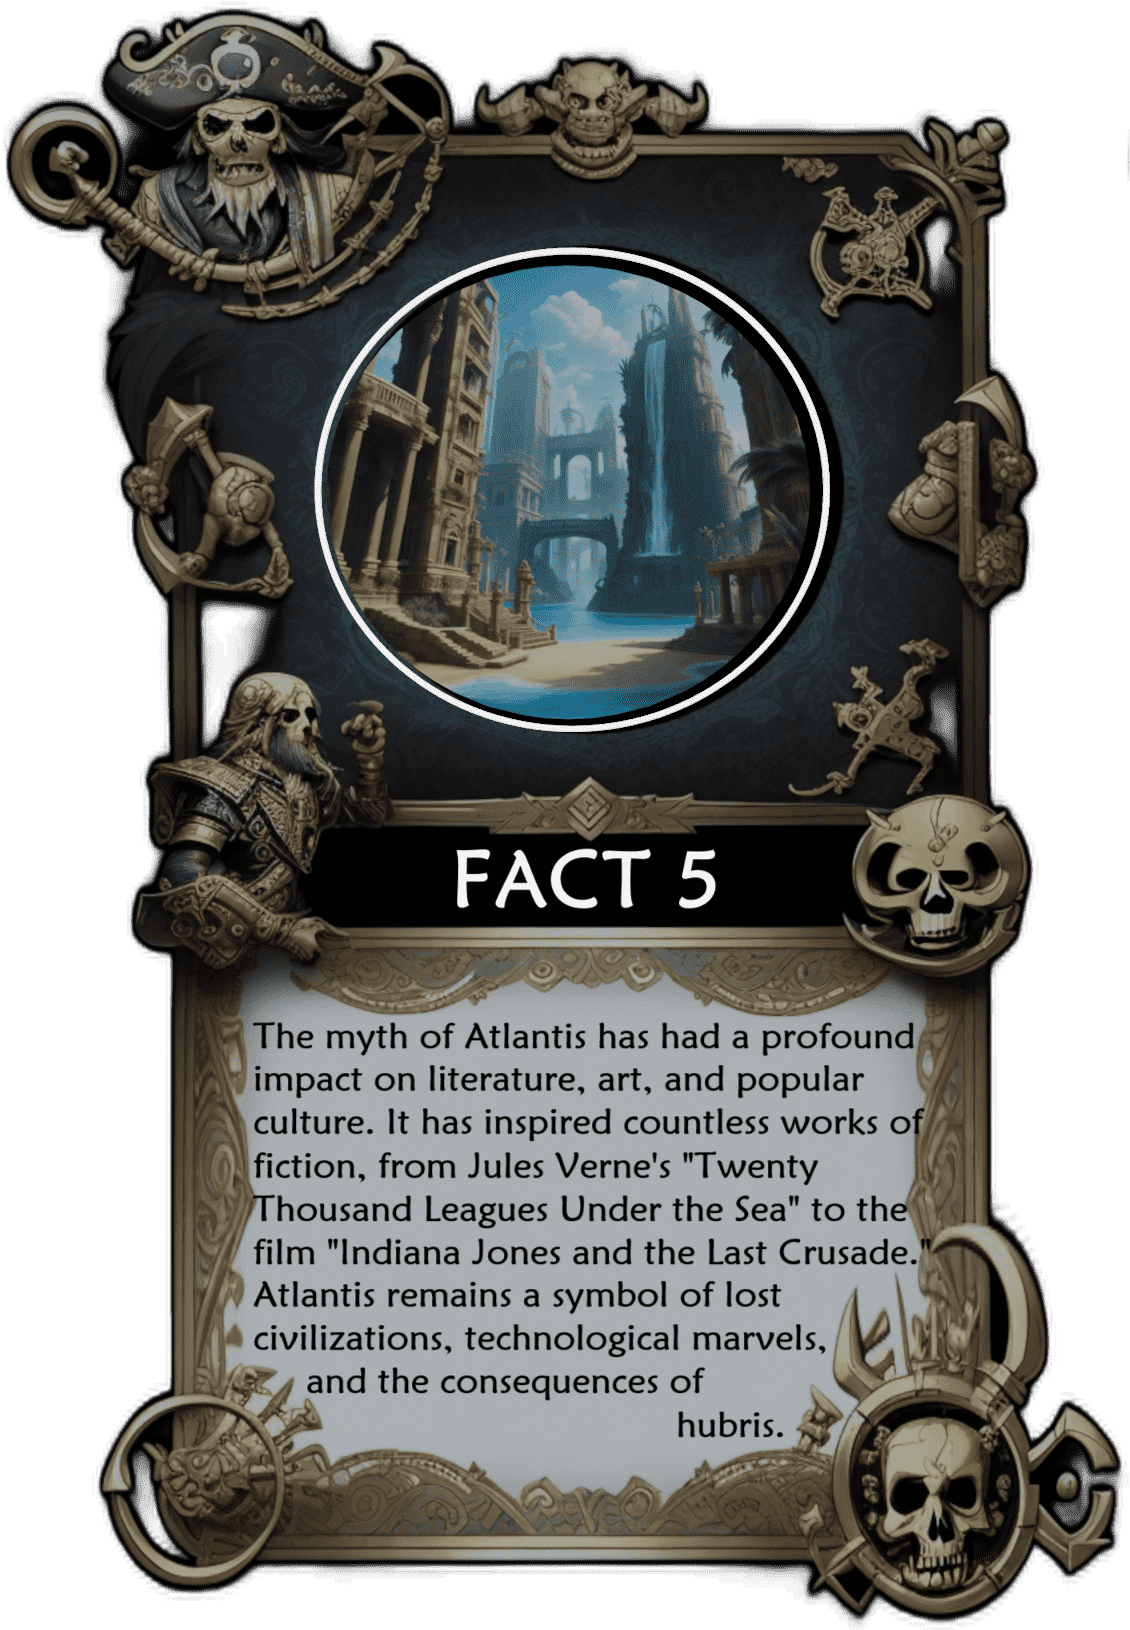 FACT 5
The myth of Atlantis has had a profound
impact on literature, art, and popular
culture. It has inspired countless works of
fiction, from Jules Verne's "Twenty
Thousand Leagues Under the Sea" to the
film "Indiana Jones and the Last Crusade."
Atlantis remains a symbol of lost
civilizations, technological marvels,
and the consequences of
hubris.